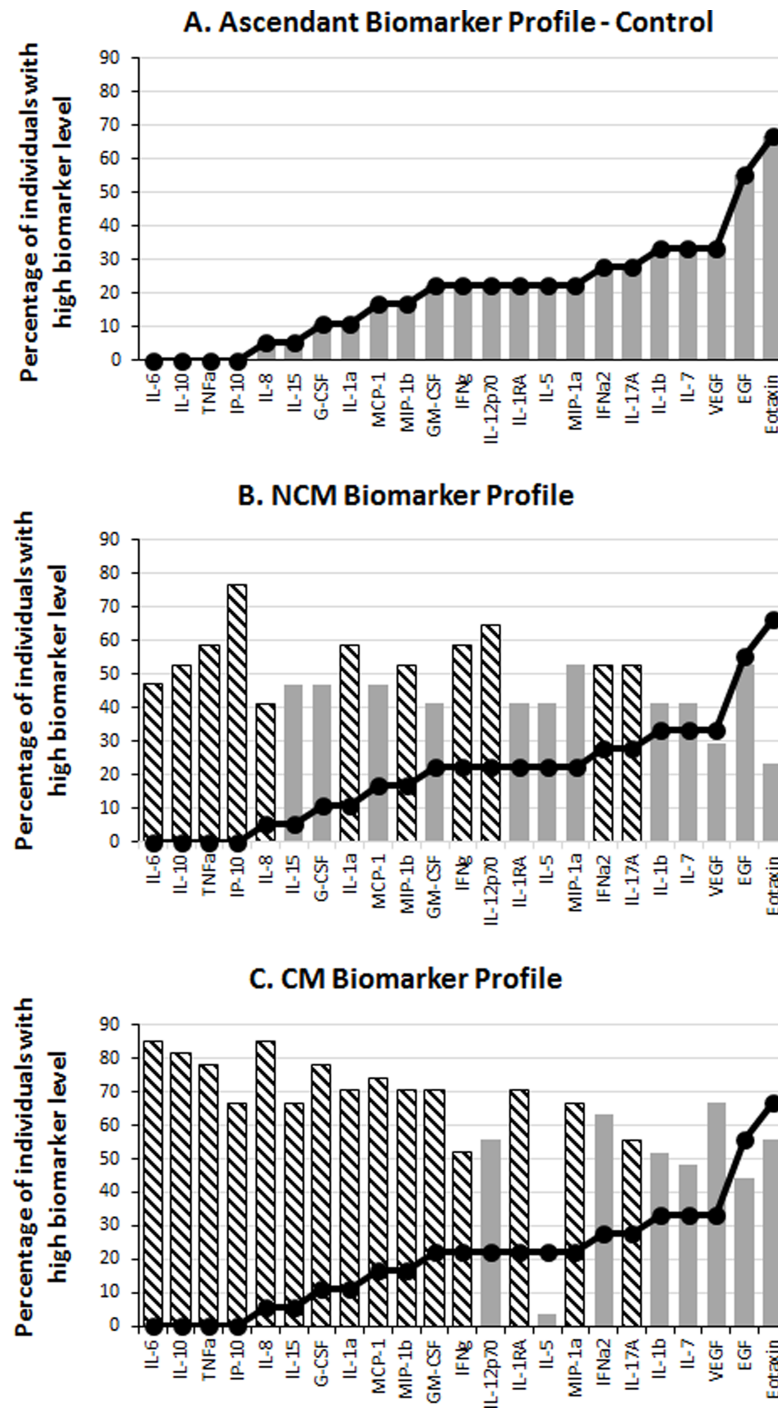 A. Ascendant Biomarker Profile - Control
Percentage of individuals with
high biomarker level
90
80
70
60
50
40
30
20
10
0
IL-6
IL-10
TNFa
IP-10
IL-8
IL-15
G-CSF
IL-1a
MCP-1
MIP-1b
GM-CSF
IFNg
IL-12p70
IL-1RA
IL-5
MIP-1a
IFNa2
IL-17A
IL-1b
IL-7
VEGF
EGF
Eotaxin
B. NCM Biomarker Profile
Percentage of individuals with
high biomarker level
90
80
70
60
50
40
30
20
10
0
IL-6
IL-10
TNFa
IP-10
IL-8
IL-15
G-CSF
IL-1a
MCP-1
MIP-1b
GM-CSF
IFNg
IL-12p70
IL-1RA
IL-5
MIP-1a
IFNa2
IL-17A
IL-1b
IL-7
VEGF
EGF
Eotaxin
C. CM Biomarker Profile
Percentage of individuals with
high biomarker level
90
80
70
60
50
40
30
20
10
0
IL-6
IL-10
TNFa
IP-10
IL-8
IL-15
G-CSF
IL-1a
MCP-1
MIP-1b
GM-CSF
IFNg
IL-12p70
IL-1RA
IL-5
MIP-1a
IFNa2
IL-17A
IL-1b
IL-7
VEGF
EGF
Eotaxin